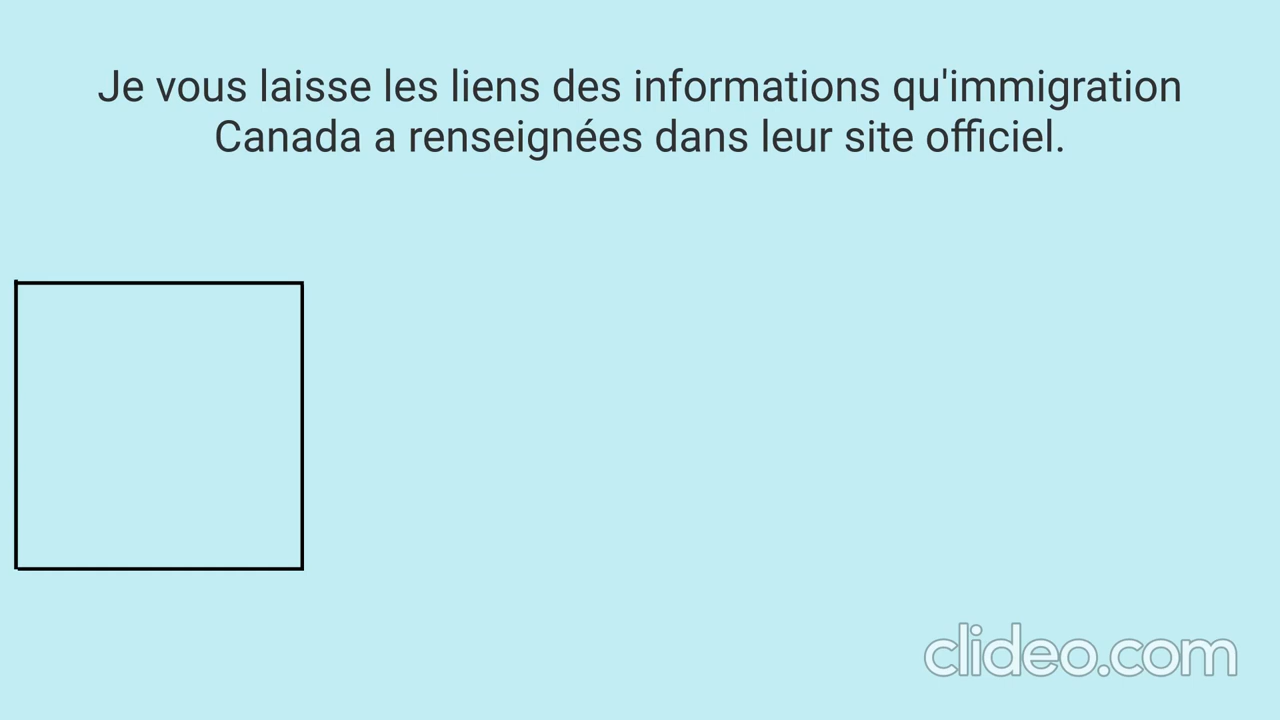 Je vous laisse les liens des informations qu'immigration
Canada a renseignées dans leur site officiel.
clideo.com